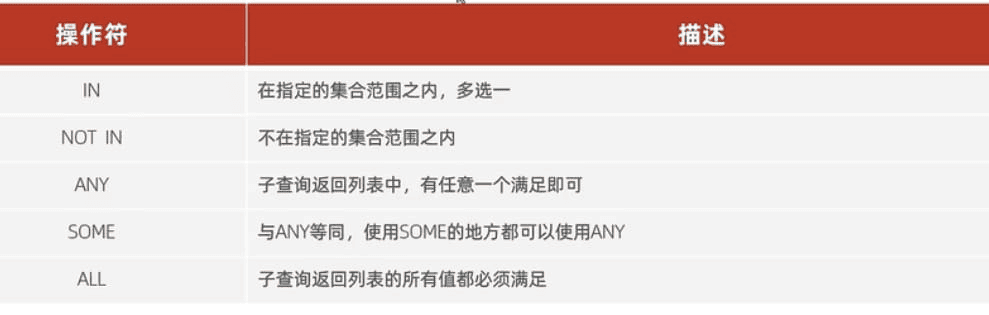 操作符 描述
IN 在指定的集合范围之内，多选一
NOT IN 不在指定的集合范围之内
ANY 子查询返回列表中，有任意一个满足即可
SOME 与ANY等同，使用SOME的地方都可以使用ANY
ALL 子查询返回列表的所有值都必须满足